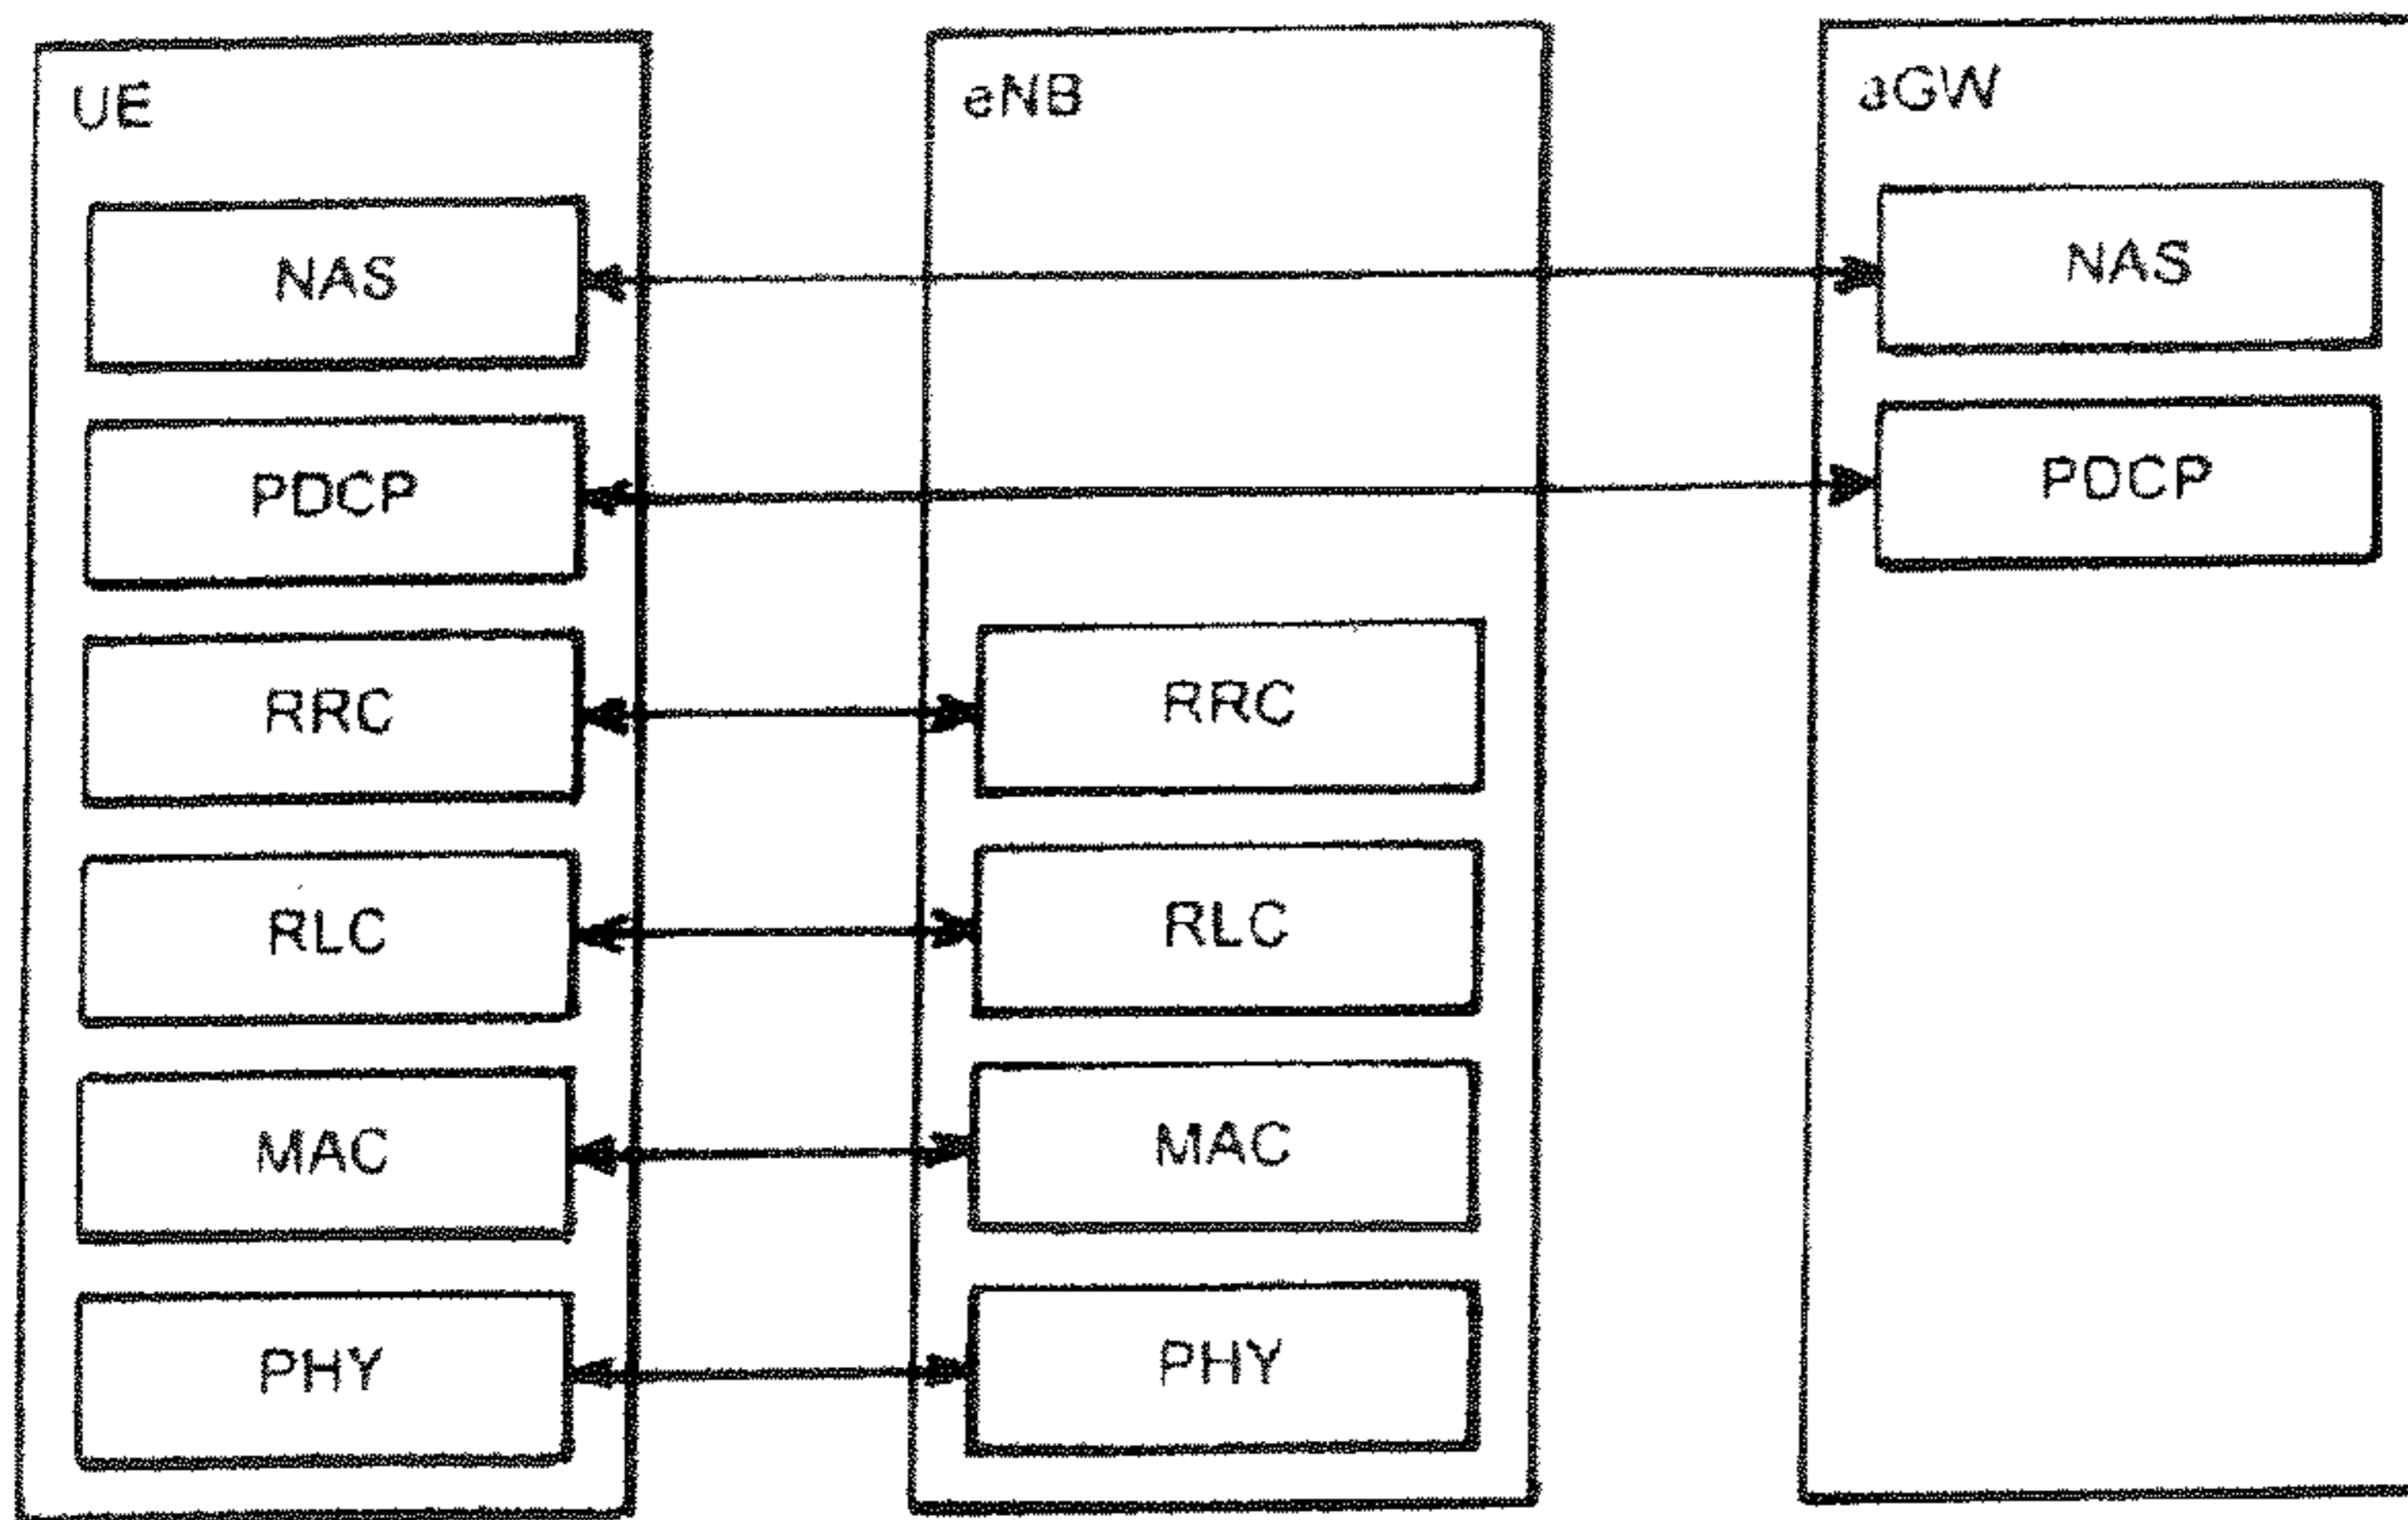 UE
NAS
PDCP
RRC
RLC
MAC
PHY
eNB
RRC
RLC
MAC
PHY
aGW
NAS
PDCP